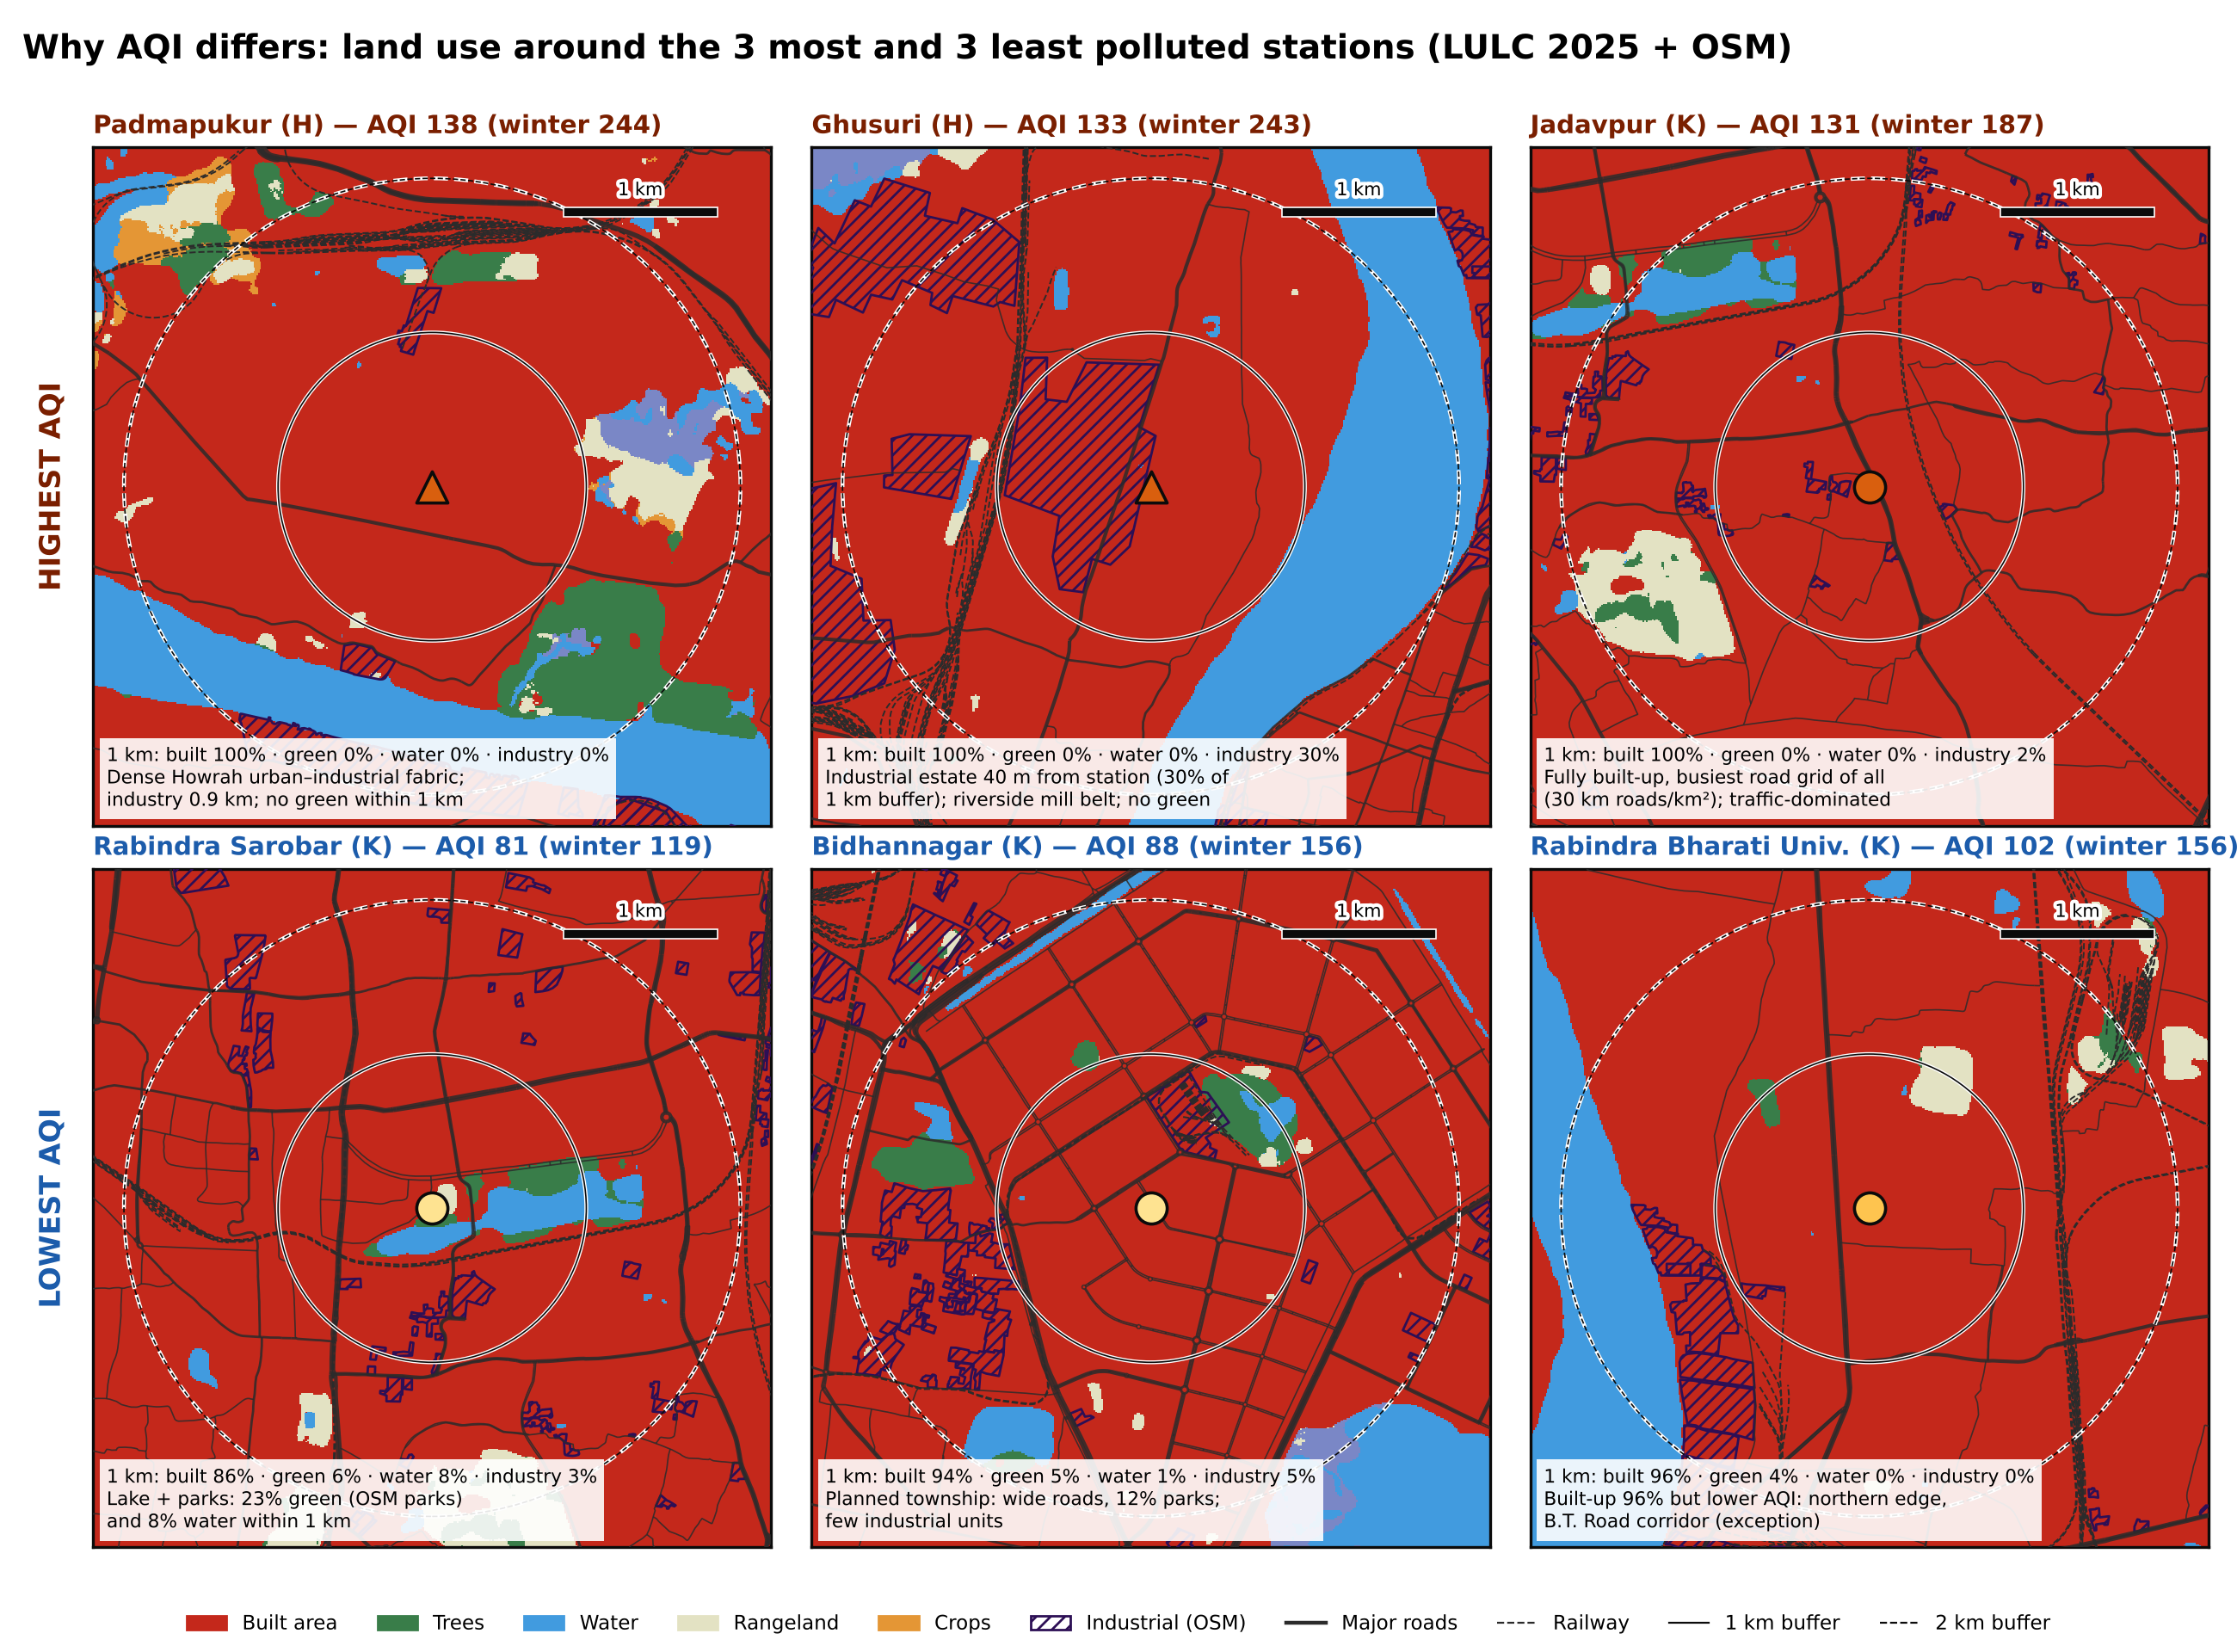 Why AQI differs: land use around the 3 most and 3 least polluted stations (LULC 2025 + OSM)
HIGHEST AQI
Padmapukur (H) — AQI 138 (winter 244)
1 km
1 km: built 100% · green 0% · water 0% · industry 0%
Dense Howrah urban–industrial fabric;
industry 0.9 km; no green within 1 km
Ghusuri (H) — AQI 133 (winter 243)
1 km
1 km: built 100% · green 0% · water 0% · industry 30%
Industrial estate 40 m from station (30% of
1 km buffer); riverside mill belt; no green
Jadavpur (K) — AQI 131 (winter 187)
1 km
1 km: built 100% · green 0% · water 0% · industry 2%
Fully built-up, busiest road grid of all
(30 km roads/km²); traffic-dominated
LOWEST AQI
Rabindra Sarobar (K) — AQI 81 (winter 119)
1 km
1 km: built 86% · green 6% · water 8% · industry 3%
Lake + parks: 23% green (OSM parks)
and 8% water within 1 km
Bidhannagar (K) — AQI 88 (winter 156)
1 km
1 km: built 94% · green 5% · water 1% · industry 5%
Planned township: wide roads, 12% parks;
few industrial units
Rabindra Bharati Univ. (K) — AQI 102 (winter 156)
1 km
1 km: built 96% · green 4% · water 0% · industry 0%
Built-up 96% but lower AQI: northern edge,
B.T. Road corridor (exception)
Built area
Trees
Water
Rangeland
Crops
Industrial (OSM)
Major roads
Railway
1 km buffer
2 km buffer